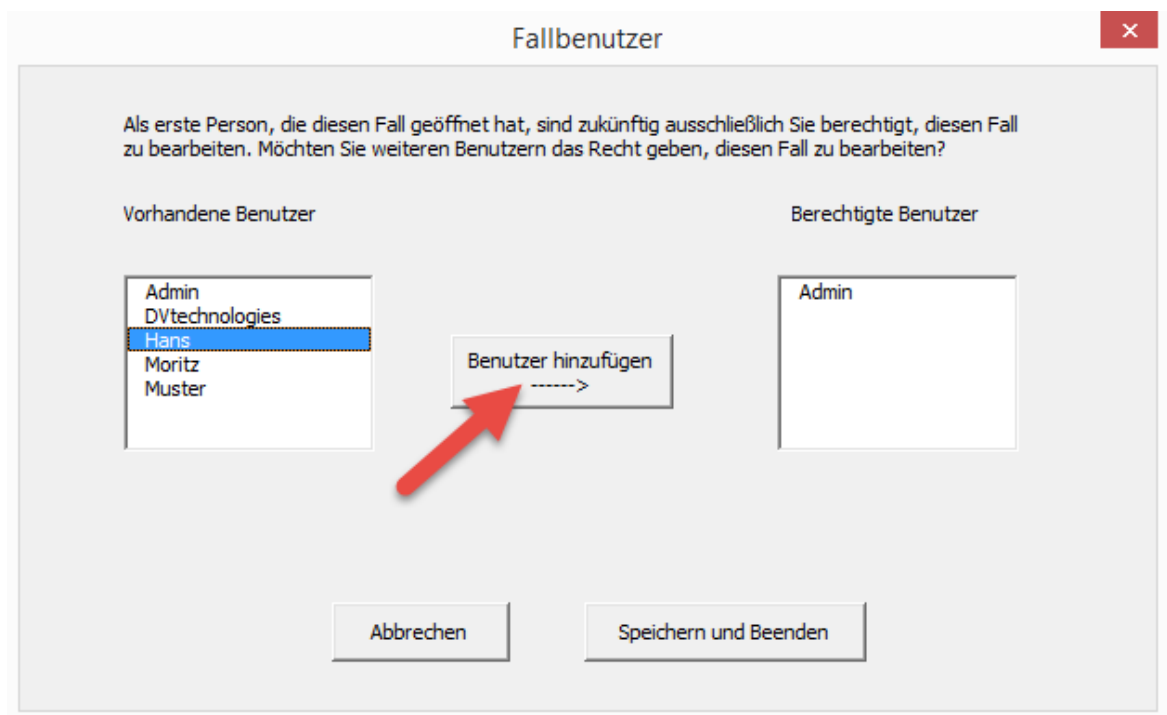 Fallbenutzer
Als erste Person, die diesen Fall geöffnet hat, sind zukünftig ausschließlich Sie berechtigt, diesen Fall
zu bearbeiten. Möchten Sie weiteren Benutzern das Recht geben, diesen Fall zu bearbeiten?
Vorhandene Benutzer
Berechtigte Benutzer
Admin
DVtechnologies
Hans
Moritz
Muster
Benutzer hinzufügen
------>
Admin
Abbrechen
Speichern und Beenden